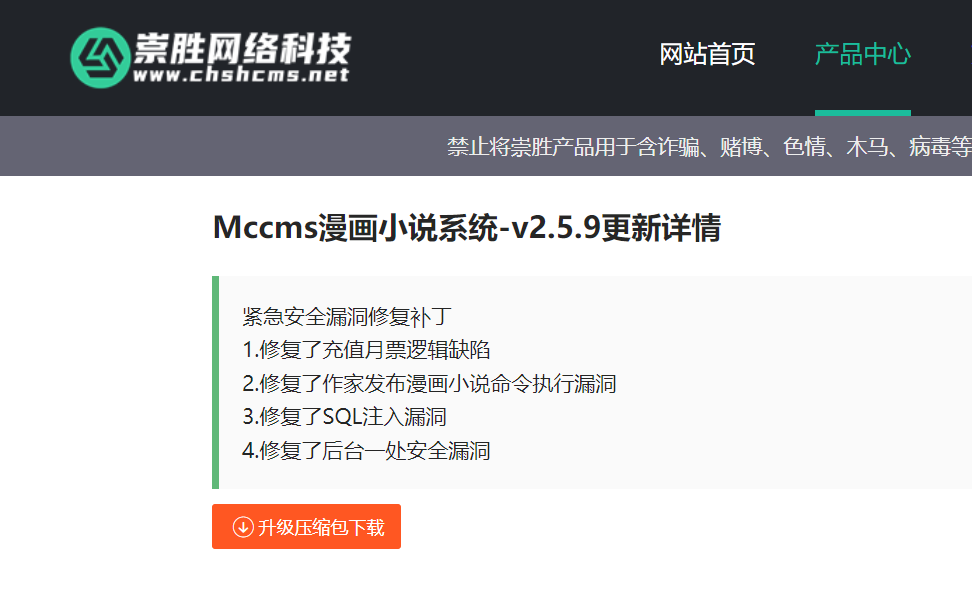 崇胜网络科技
www.chshcms.net
网站首页
产品中心
禁止将崇胜产品用于含诈骗、赌博、色情、木马、病毒等
Mccms漫画小说系统-v2.5.9更新详情
紧急安全漏洞修复补丁
1.修复了充值月票逻辑缺陷
2.修复了作家发布漫画小说命令执行漏洞
3.修复了SQL注入漏洞
4.修复了后台一处安全漏洞
升级压缩包下载